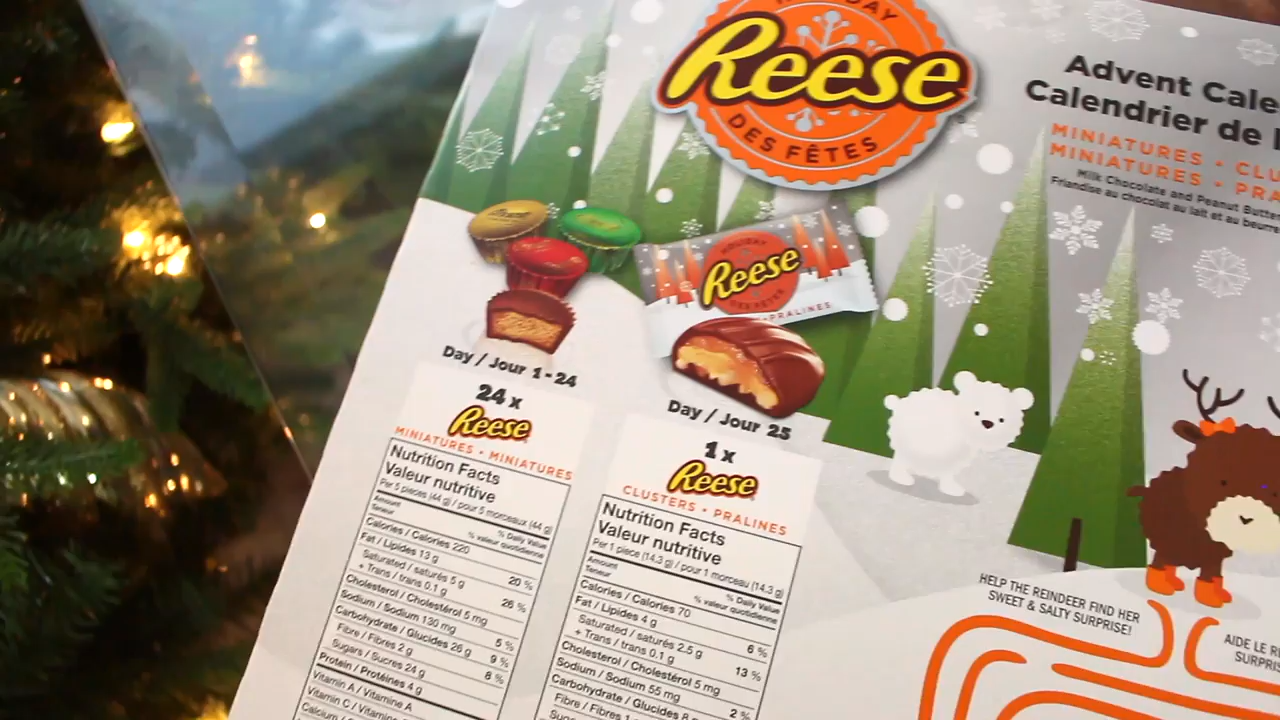 HOLIDAY
Reese
DES FÊTES
Advent
Calendrier de
MINIATURES •
MINIATURES •
Milk Chocolate and Peanut
Friandise au chocolat au lait et au beurre
HOLIDAY
Reese
DES FÊTES
PRALINES
Day / Jour 1 - 24
24 x
Reese
MINIATURES • MINIATURES
Nutrition Facts
Valeur nutritive
Per 5 pieces (44 g) / pour 5 morceaux (44 g)
Amount % Daily Value
Teneur % valeur quotidienne
Calories / Calories 220
Fat / Lipides 13 g 20 %
Saturated / saturés 5 g
+ Trans / trans 0.1 g 26 %
Cholesterol / Cholestérol 5 mg
Sodium / Sodium 130 mg 5 %
Carbohydrate / Glucides 26 g 9 %
Fibre / Fibres 2 g 8 %
Sugars / Sucres 24 g
Protein / Protéines 4 g
Vitamin A / Vitamine A
Vitamin C /
Day / Jour 25
1 x
Reese
CLUSTERS • PRALINES
Nutrition Facts
Valeur nutritive
Per 1 piece (14.3 g) / pour 1 morceau (14.3 g)
Amount % Daily Value
Teneur % valeur quotidienne
Calories / Calories 70
Fat / Lipides 4 g 6 %
Saturated / saturés 2.5 g
+ Trans / trans 0.1 g 13 %
Cholesterol / Cholestérol 5 mg
Sodium / Sodium 55 mg 2 %
Carbohydrate / Glucides
Fibre / Fibres
HELP THE REINDEER FIND HER
SWEET & SALTY SURPRISE!
AIDE LE